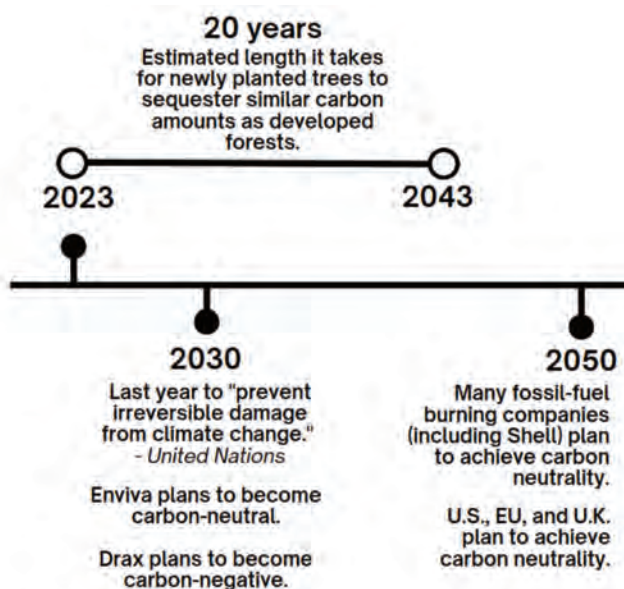 20 years
Estimated length it takes
for newly planted trees to
sequester similar carbon
amounts as developed
forests.
2023
2043
2030
Last year to "prevent
irreversible damage
from climate change."
- United Nations
Enviva plans to become
carbon-neutral.
Drax plans to become
carbon-negative.
2050
Many fossil-fuel
burning companies
(including Shell) plan
to achieve carbon
neutrality.
U.S., EU, and U.K.
plan to achieve
carbon neutrality.